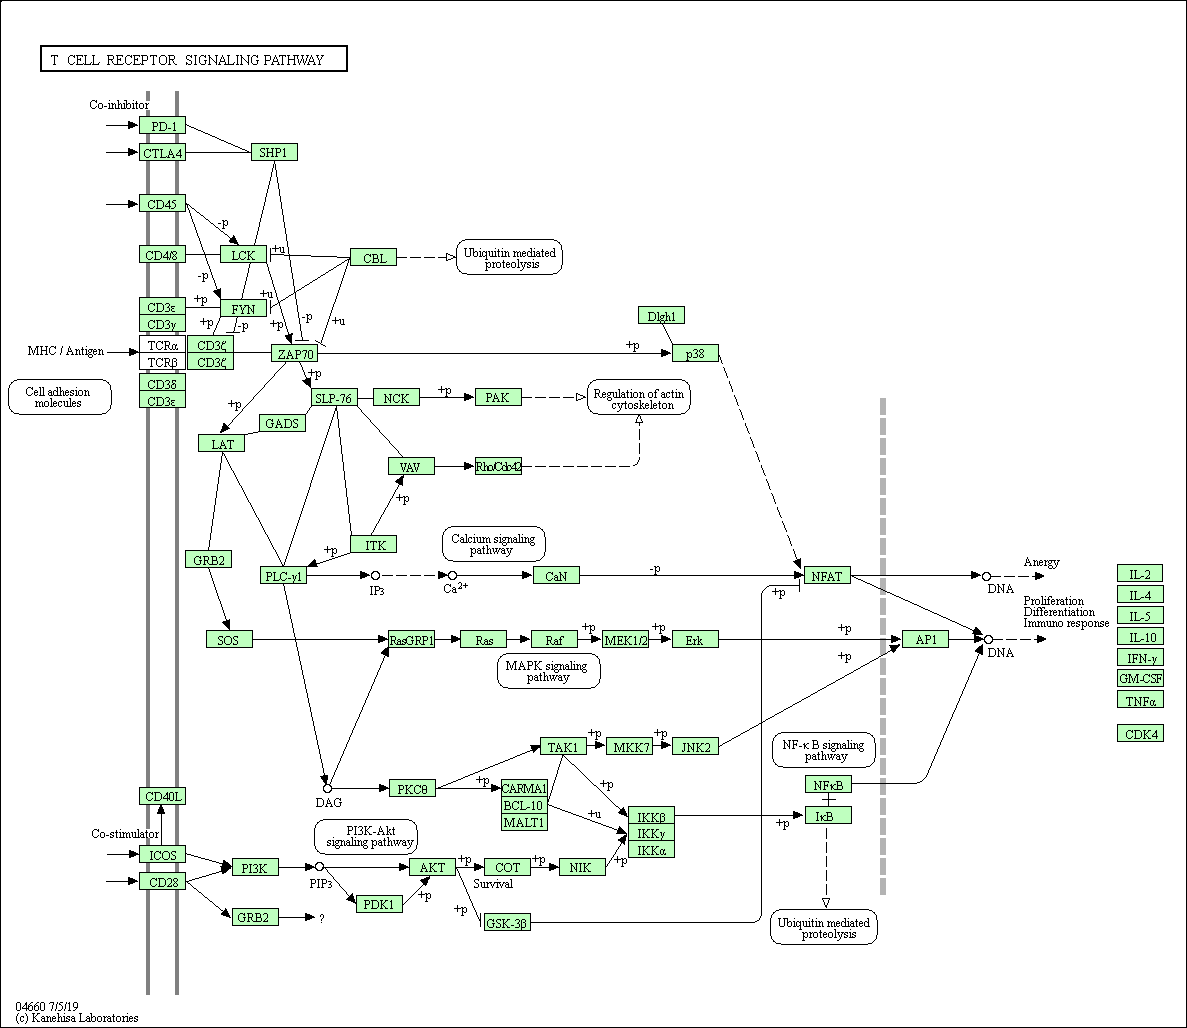 T CELL RECEPTOR SIGNALING PATHWAY
Co-inhibitor
PD-1
CTLA4
SHP1
CD45
-p
CD4/8
LCK
+u
CBL
Ubiquitin mediated
proteolysis
-p
CD3ε
+p
FYN
+u
CD3γ
+p
-p
+p
-p
+u
Dlgh1
MHC / Antigen
TCRα
CD3ζ
ZAP70
+p
p38
TCRβ
CD3ζ
+p
Cell adhesion
molecules
CD3δ
CD3ε
SLP-76
NCK
+p
PAK
Regulation of actin
cytoskeleton
+p
GADS
LAT
VAV
Rho/Cdc42
+p
Calcium signaling
pathway
ITK
+p
GRB2
PLC-γ1
IP3
Ca2+
CaN
-p
NFAT
+p
DNA
Anergy
Proliferation
Differentiation
Immuno response
IL-2
IL-4
IL-5
IL-10
IFN-γ
GM-CSF
TNFα
CDK4
SOS
RasGRP1
Ras
Raf
+p
MEK1/2
+p
Erk
+p
AP1
DNA
+p
MAPK signaling
pathway
TAK1
+p
MKK7
+p
JNK2
NF-κ B signaling
pathway
DAG
PKCθ
+p
CARMA1
BCL-10
MALT1
+p
+u
IKKβ
IKKγ
IKKα
+p
NFκB
IκB
CD40L
Co-stimulator
PI3K-Akt
signaling pathway
ICOS
CD28
PI3K
PIP3
AKT
+p
COT
+p
NIK
+p
Survival
PDK1
+p
+p
GRB2
?
GSK-3β
Ubiquitin mediated
proteolysis
04660 7/5/19
(c) Kanehisa Laboratories